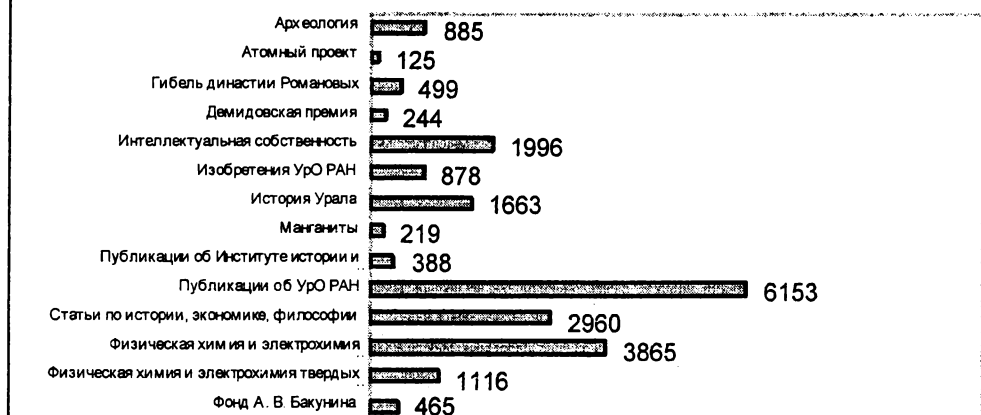 Археология 885
Атомный проект 125
Гибель династии Романовых 499
Демидовская премия 244
Интеллектуальная собственность 1996
Изобретения УрО РАН 878
История Урала 1663
Манганиты 219
Публикации об Институте истории и 388
Публикации об УрО РАН 6153
Статьи по истории, экономике, философии 2960
Физическая химия и электрохимия 3865
Физическая химия и электрохимия твердых 1116
Фонд А. В. Бакунина 465